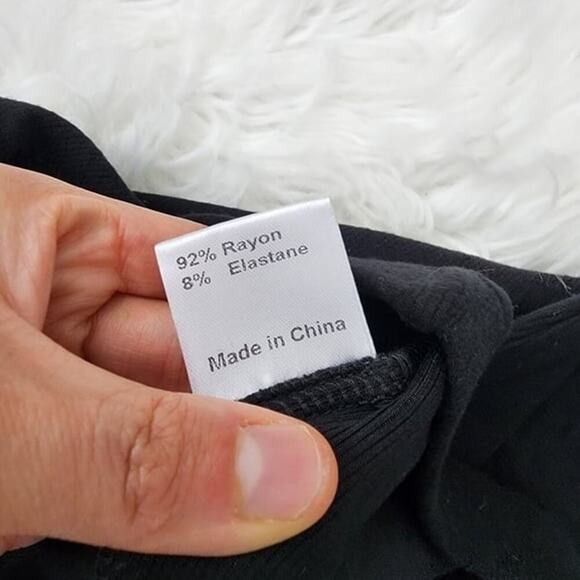 92% Rayon
8% Elastane
Made in China